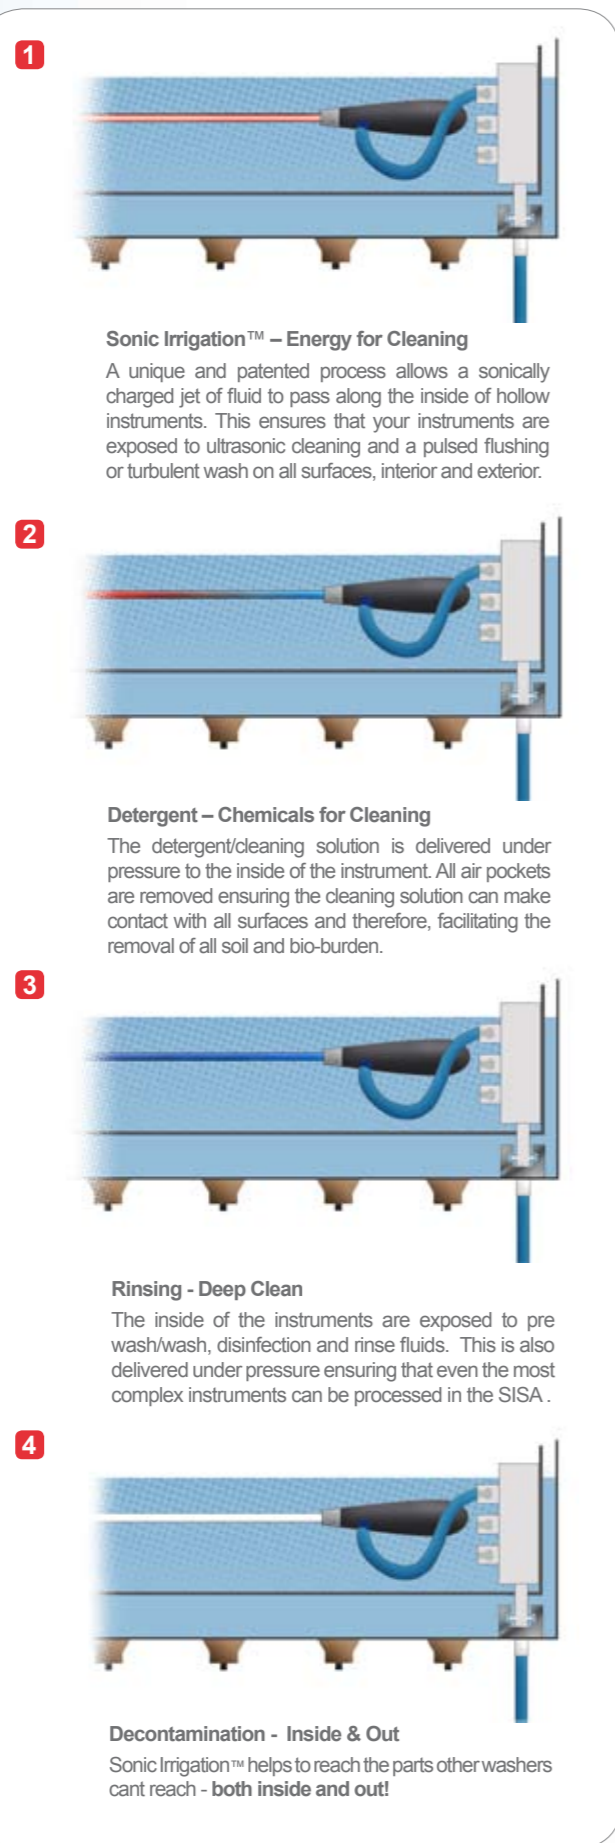 1
Sonic Irrigation™ – Energy for Cleaning
A unique and patented process allows a sonically
charged jet of fluid to pass along the inside of hollow
instruments. This ensures that your instruments are
exposed to ultrasonic cleaning and a pulsed flushing
or turbulent wash on all surfaces, interior and exterior.
2
Detergent – Chemicals for Cleaning
The detergent/cleaning solution is delivered under
pressure to the inside of the instrument. All air pockets
are removed ensuring the cleaning solution can make
contact with all surfaces and therefore, facilitating the
removal of all soil and bio-burden.
3
Rinsing - Deep Clean
The inside of the instruments are exposed to pre
wash/wash, disinfection and rinse fluids. This is also
delivered under pressure ensuring that even the most
complex instruments can be processed in the SISA .
4
Decontamination - Inside & Out
Sonic Irrigation™ helps to reach the parts other washers
cant reach - both inside and out!